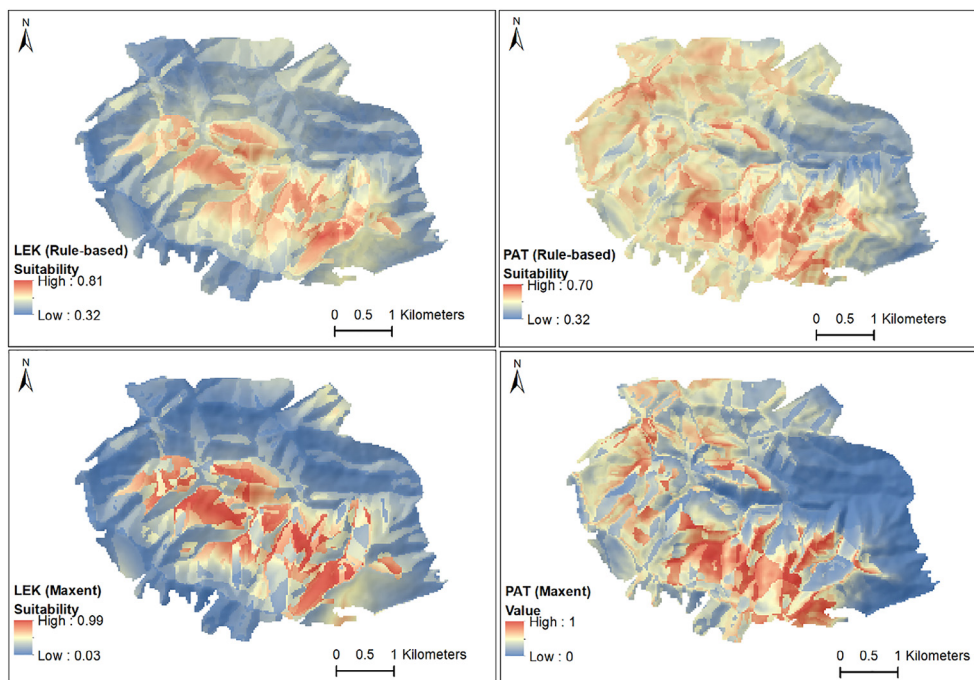 N
LEK (Rule-based)
Suitability
High : 0.81
Low : 0.32
0 0.5 1 Kilometers
N
PAT (Rule-based)
Suitability
High : 0.70
Low : 0.32
0 0.5 1 Kilometers
N
LEK (Maxent)
Suitability
High : 0.99
Low : 0.03
0 0.5 1 Kilometers
N
PAT (Maxent)
Value
High : 1
Low : 0
0 0.5 1 Kilometers